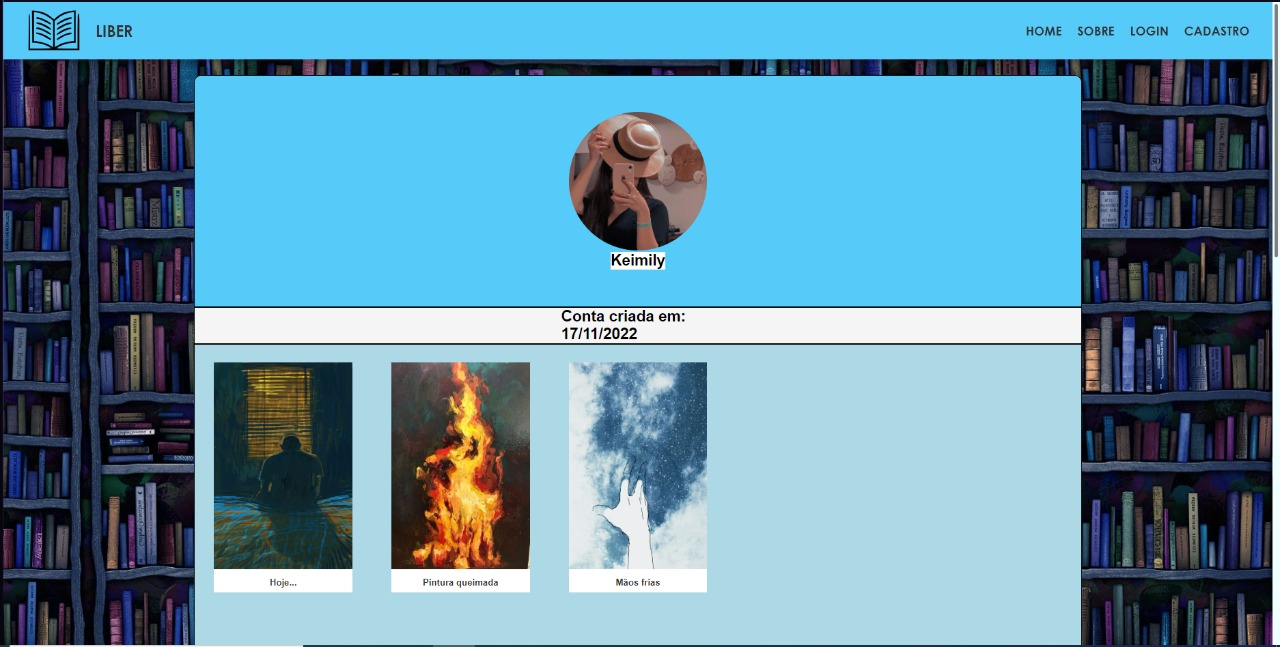 LIBER
HOME SOBRE LOGIN CADASTRO
Keimily
Conta criada em:
17/11/2022
Hoje...
Pintura queimada
Mãos frias